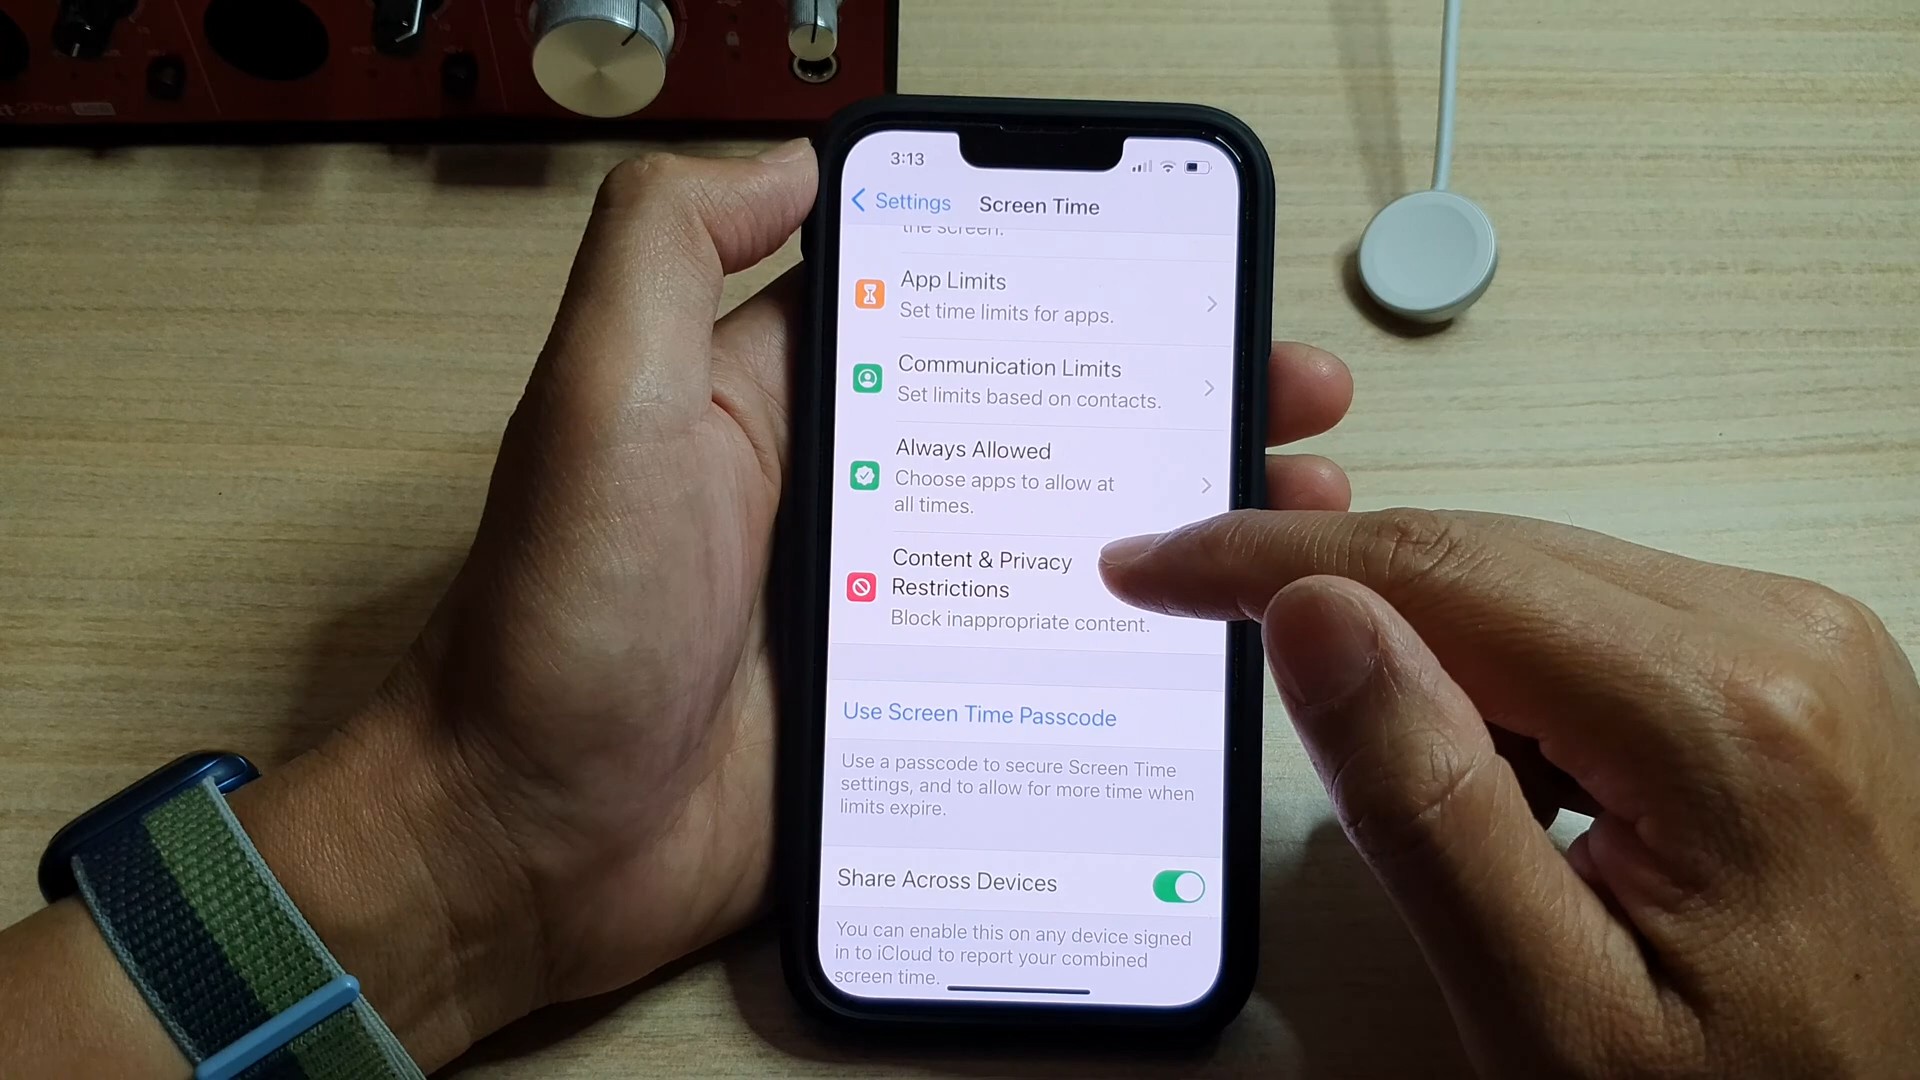 3:13
Settings
Screen Time
the screen.
App Limits
Set time limits for apps.
Communication Limits
Set limits based on contacts.
Always Allowed
Choose apps to allow at
all times.
Content & Privacy
Restrictions
Block inappropriate content.
Use Screen Time Passcode
Use a passcode to secure Screen Time
settings, and to allow for more time when
limits expire.
Share Across Devices
You can enable this on any device signed
in to iCloud to report your combined
screen time.